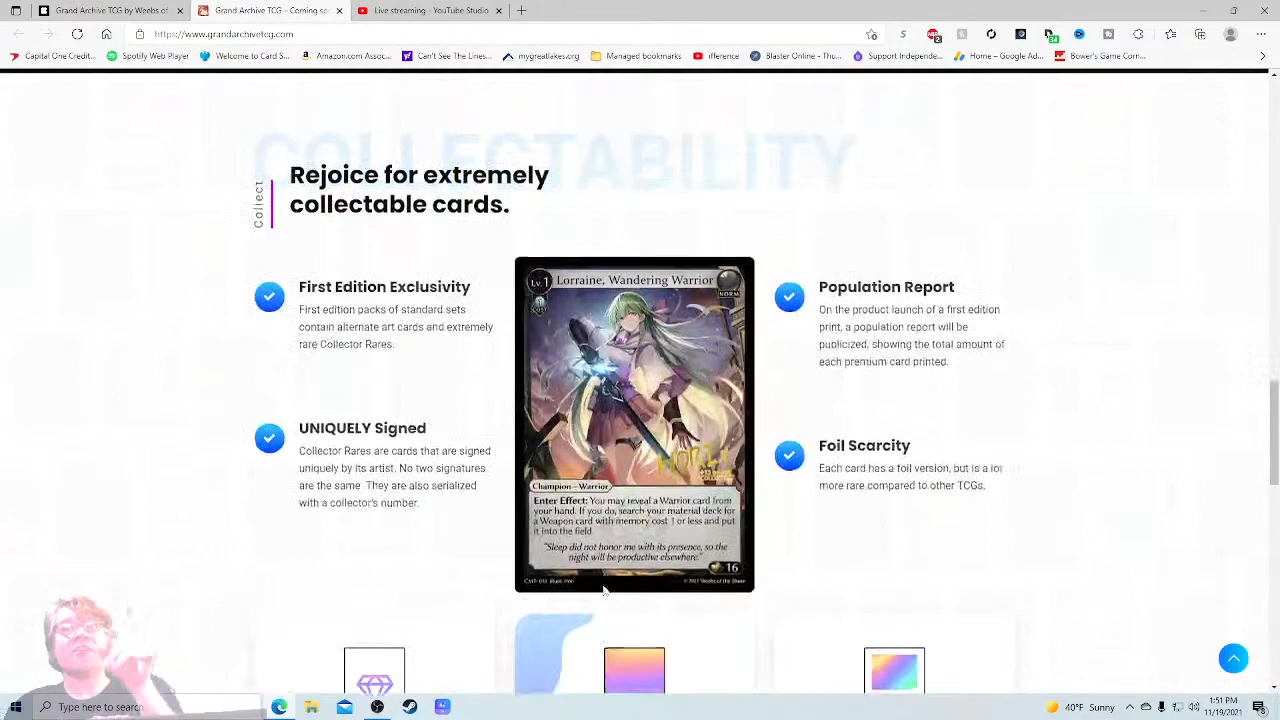 Grand Archive TCG by Weebs of
Grand Archive TCG – Coming so
Live streaming - YouTube Studio
https://www.grandarchivetcg.com
Capital One Credit...
Web Player
Welcome to Card S...
Amazon.com Assoc...
Can't See The Lines...
mygreatlakes.org
Managed bookmarks
ifference
Blaster Online - Thu...
Support Independe...
Home – Google Ad...
Bower's Game Corn...
COLLECTABILITY
Collect
Rejoice for extremely
collectable cards.
First Edition Exclusivity
First edition packs of standard sets
contain alternate art cards and extremely
rare Collector Rares.
UNIQUELY Signed
Collector Rares are cards that are signed
uniquely by its artist. No two signatures
are the same They are also serialized
with a collector's number.
Lv. 1
Lorraine, Wandering Warrior
NORM
COST
Champion – Warrior
Enter Effect: You may reveal a Warrior card from
your hand. If you do, search your material deck for
a Weapon card with memory cost 1 or less and put
it into the field
"Sleep did not honor me with its presence, so the
night will be productive elsewhere."
16
Population Report
On the product launch of a first edition
print, a population report will be
publicized, showing the total amount of
each premium card printed.
Foil Scarcity
Each card has a foil version, but is a lot
more rare compared to other TCGs.
Type here to search
40°F Sunny
1:51 PM
11/19/2021